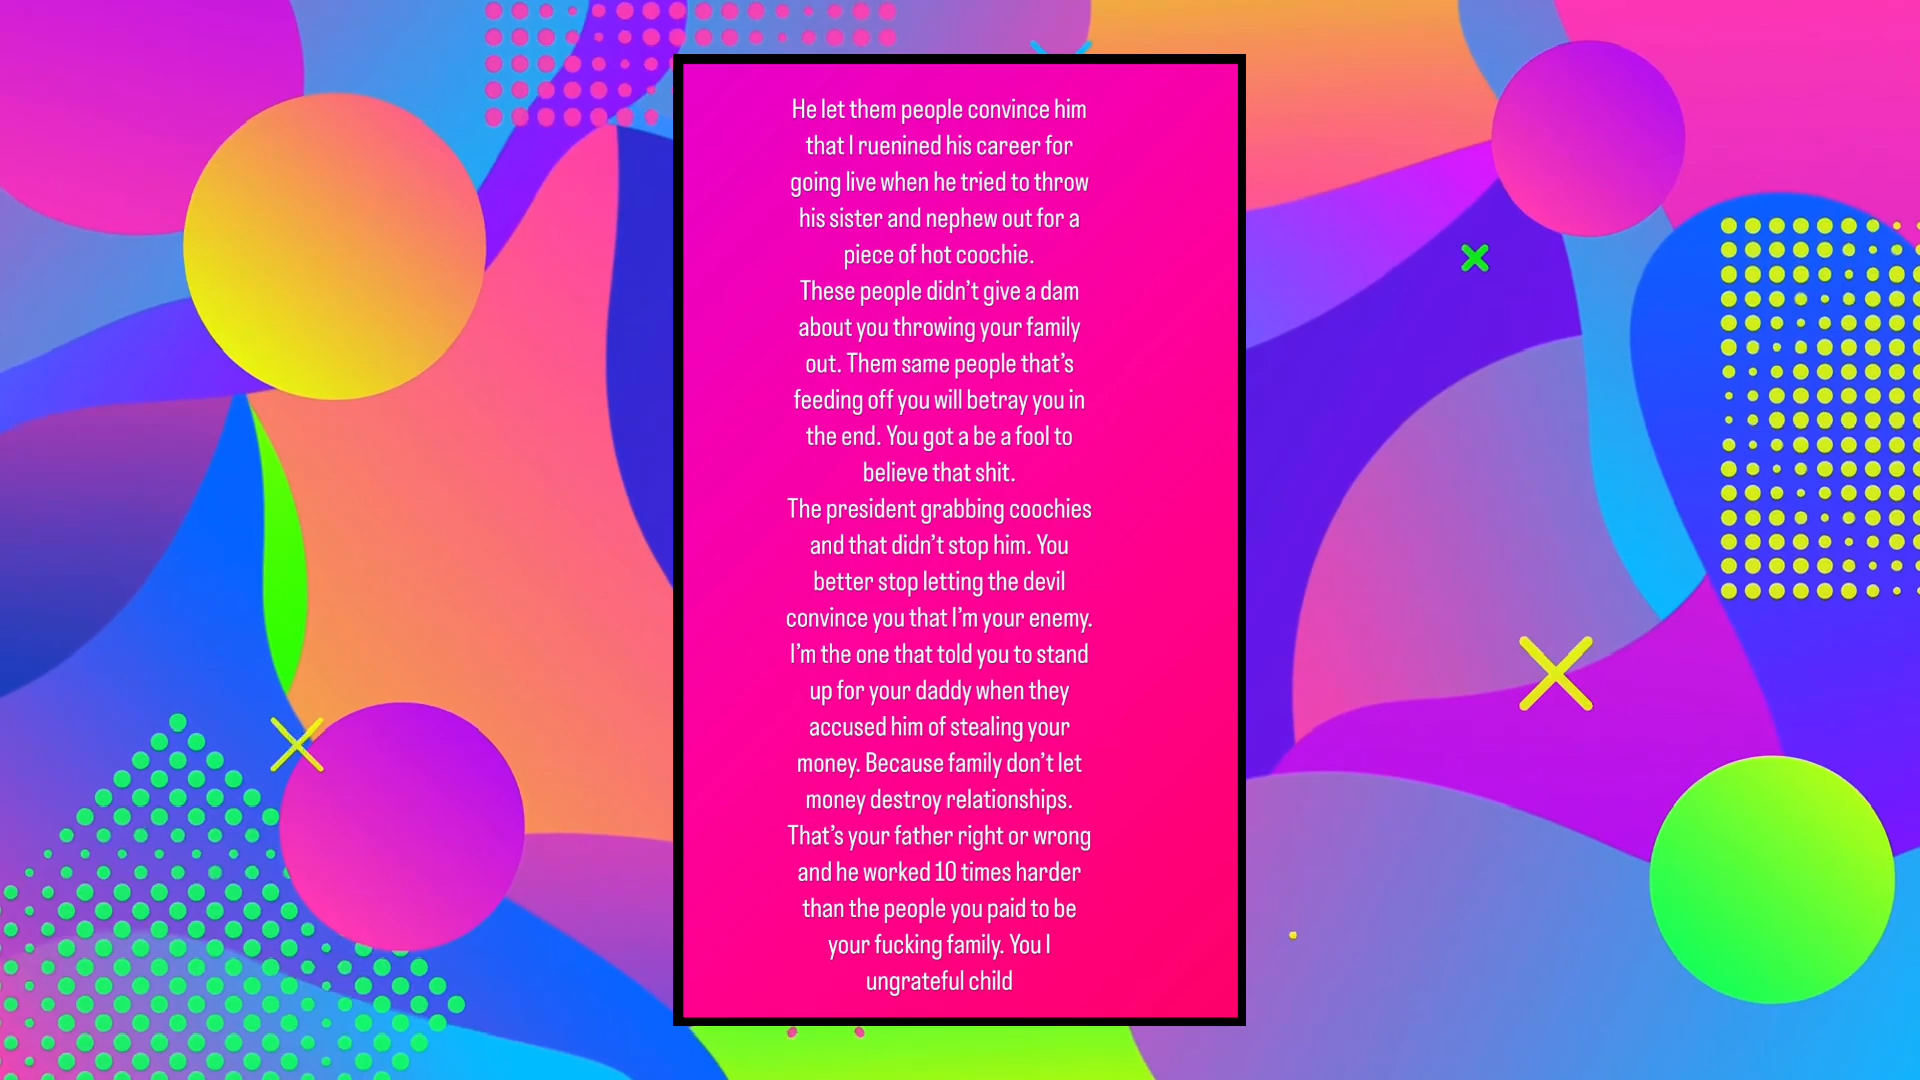 He let them people convince him
that I ruenined his career for
going live when he tried to throw
his sister and nephew out for a
piece of hot coochie.
These people didn’t give a dam
about you throwing your family
out. Them same people that’s
feeding off you will betray you in
the end. You got a be a fool to
believe that shit.
The president grabbing coochies
and that didn’t stop him. You
better stop letting the devil
convince you that I’m your enemy.
I’m the one that told you to stand
up for your daddy when they
accused him of stealing your
money. Because family don’t let
money destroy relationships.
That’s your father right or wrong
and he worked 10 times harder
than the people you paid to be
your fucking family. You I
ungrateful child